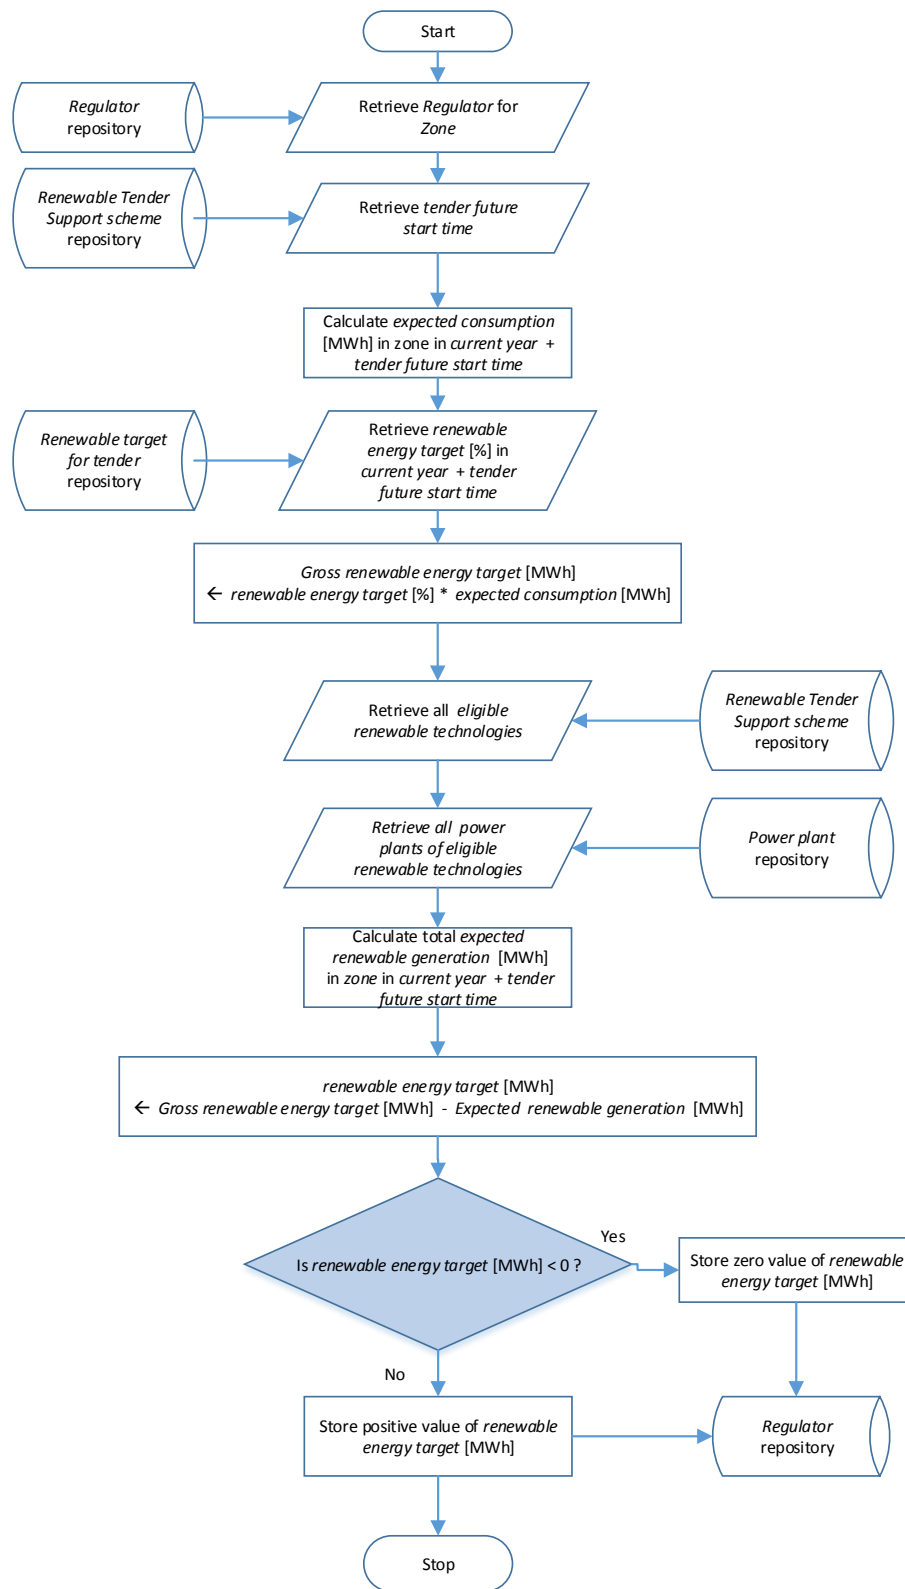 Start
Regulator
repository
Retrieve Regulator for
Zone
Renewable Tender
Support scheme
repository
Retrieve tender future
start time
Calculate expected consumption
[MWh] in zone in current year +
tender future start time
Renewable target
for tender
repository
Retrieve renewable
energy target [%] in
current year + tender
future start time
Gross renewable energy target [MWh]
← renewable energy target [%] * expected consumption [MWh]
Retrieve all eligible
renewable technologies
Renewable Tender
Support scheme
repository
Retrieve all power
plants of eligible
renewable technologies
Power plant
repository
Calculate total expected
renewable generation [MWh]
in zone in current year + tender
future start time
renewable energy target [MWh]
← Gross renewable energy target [MWh] - Expected renewable generation [MWh]
Is renewable energy target [MWh] < 0 ?
Yes
Store zero value of renewable
energy target [MWh]
No
Store positive value of renewable
energy target [MWh]
Regulator
repository
Stop